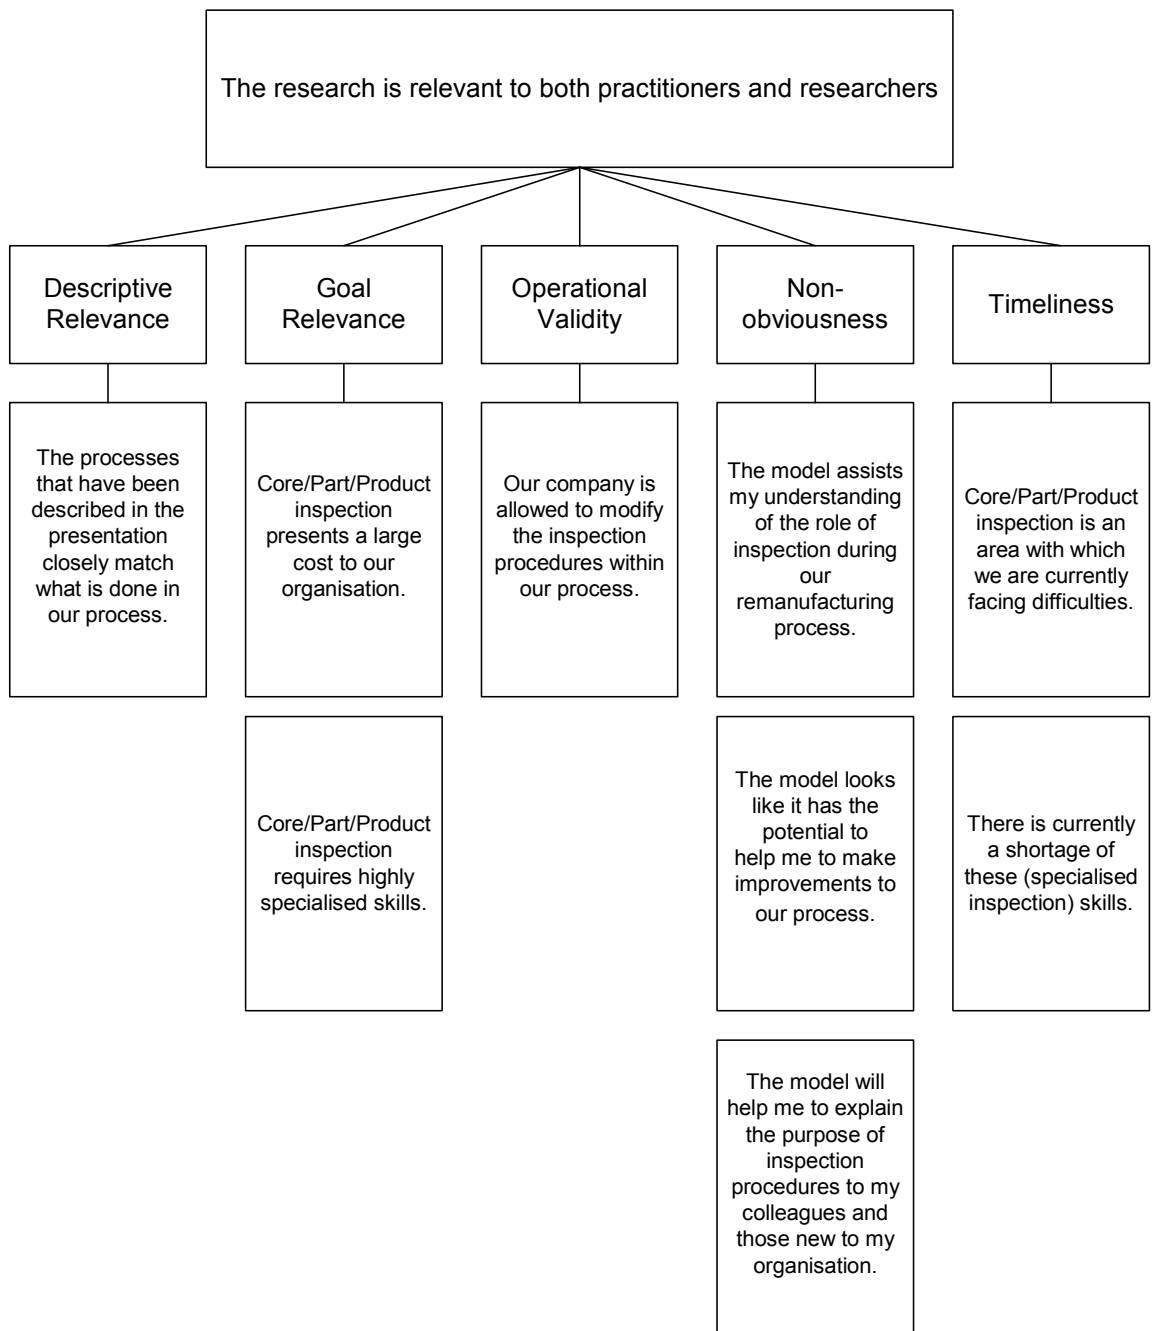 The research is relevant to both practitioners and researchers
Descriptive
Relevance
Goal
Relevance
Operational
Validity
Non-
obviousness
Timeliness
The processes
that have been
described in the
presentation
closely match
what is done in
our process.
Core/Part/Product
inspection
presents a large
cost to our
organisation.
Our company is
allowed to modify
the inspection
procedures within
our process.
The model assists
my understanding
of the role of
inspection during
our
remanufacturing
process.
Core/Part/Product
inspection is an
area with which
we are currently
facing difficulties.
Core/Part/Product
inspection
requires highly
specialised skills.
The model looks
like it has the
potential to
help me to make
improvements to
our process.
There is currently
a shortage of
these (specialised
inspection) skills.
The model will
help me to explain
the purpose of
inspection
procedures to my
colleagues and
those new to my
organisation.